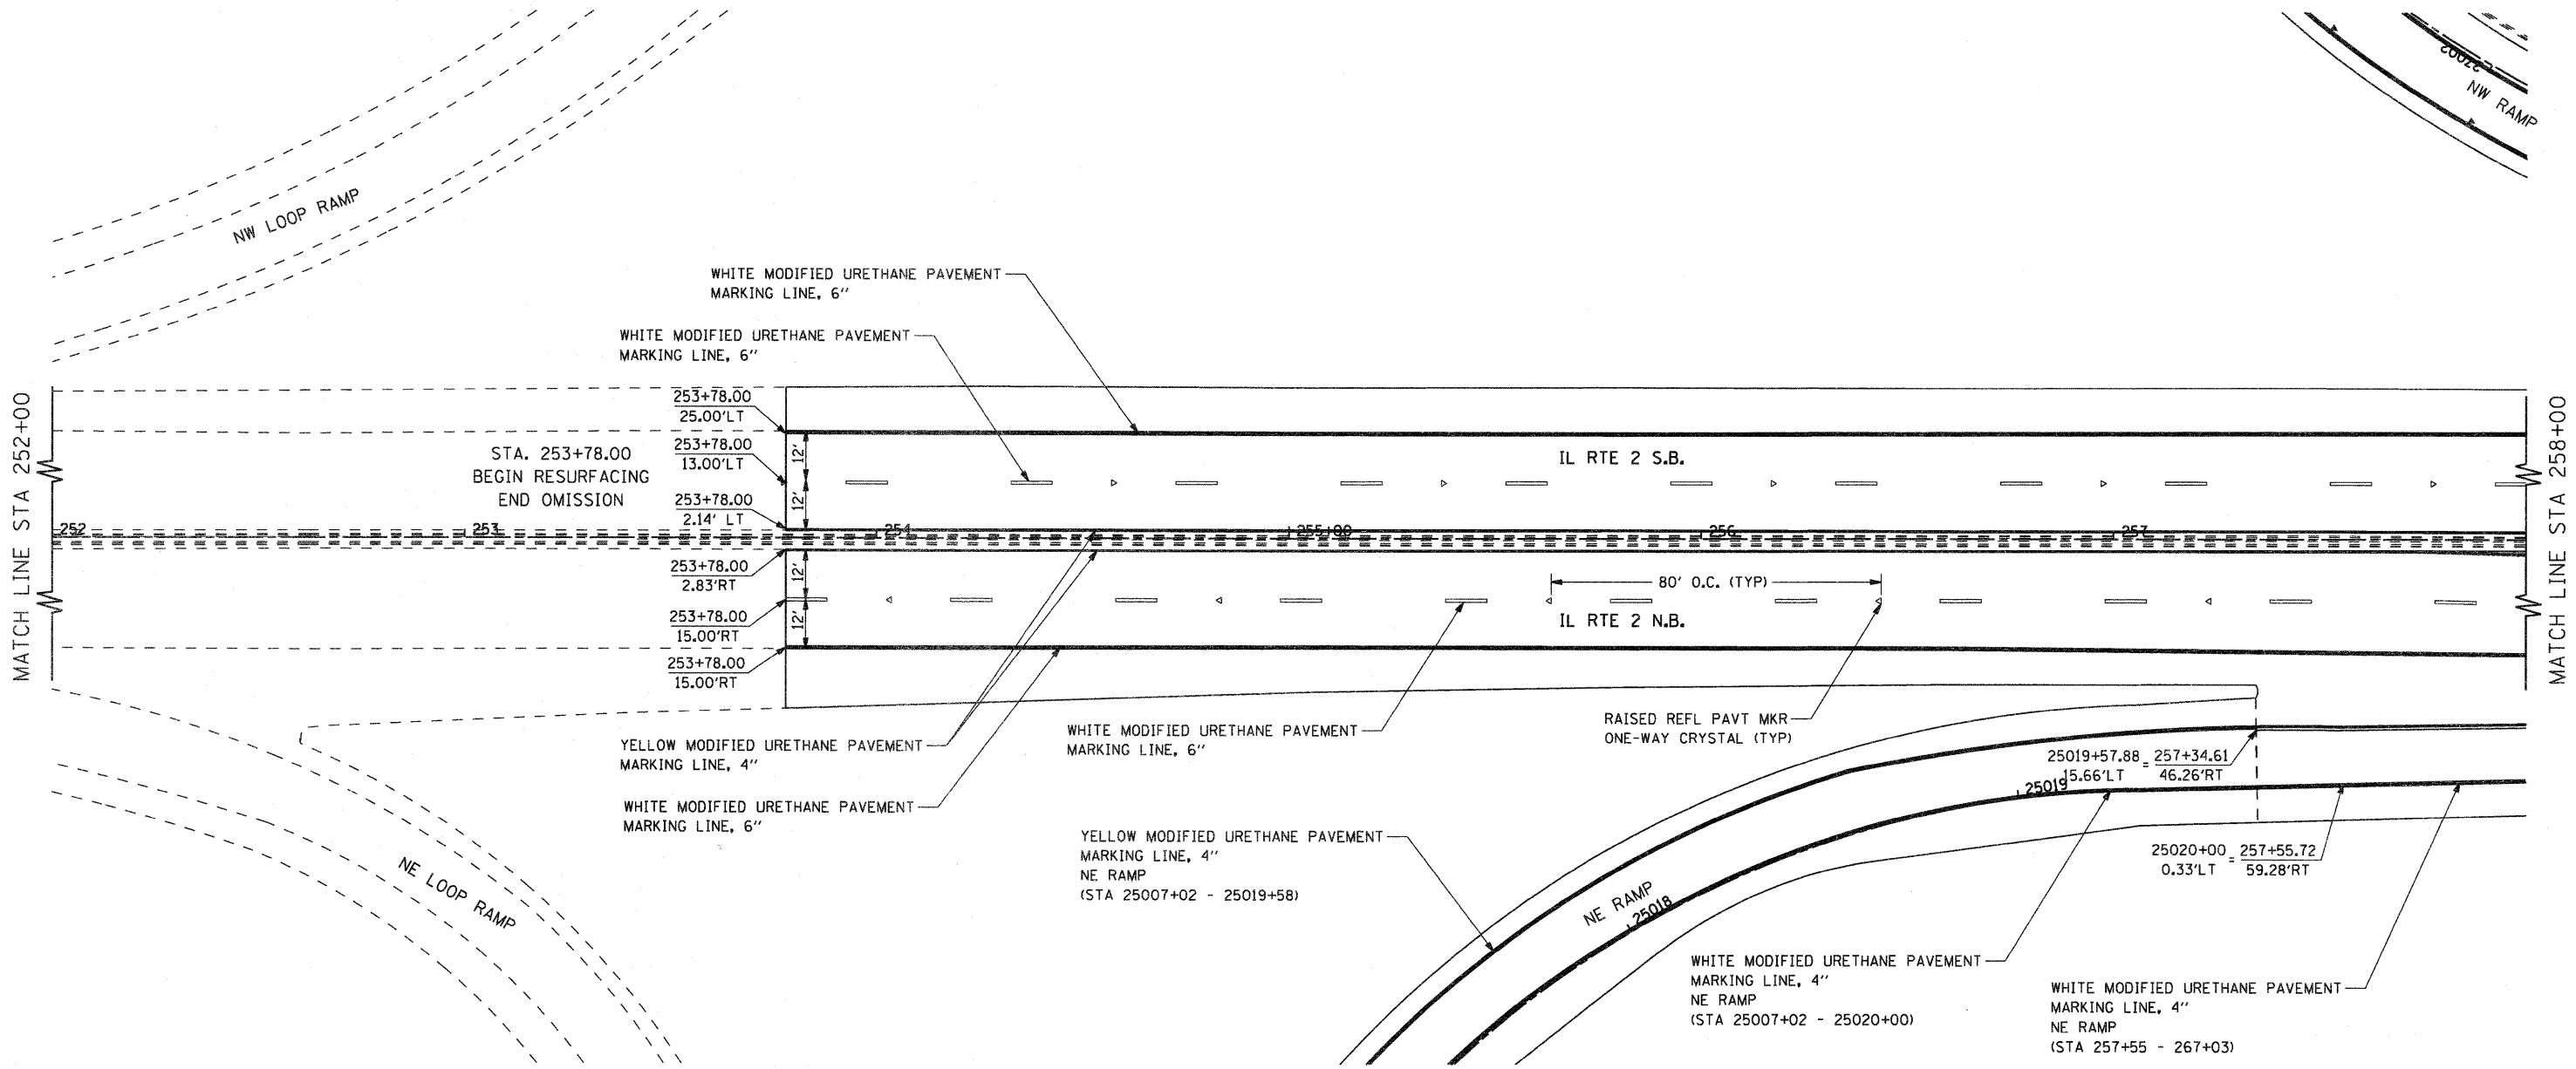 27002
NW RAMP
NW LOOP RAMP
WHITE MODIFIED URETHANE PAVEMENT
MARKING LINE, 6"
WHITE MODIFIED URETHANE PAVEMENT
MARKING LINE, 6"
MATCH LINE STA 252+00
STA. 253+78.00
BEGIN RESURFACING
END OMISSION
253+78.00
25.00'LT
253+78.00
13.00'LT
253+78.00
2.14' LT
12'
12'
IL RTE 2 S.B.
MATCH LINE STA 258+00
252
253
254
255+00
256
257
253+78.00
2.83'RT
253+78.00
15.00'RT
253+78.00
15.00'RT
12'
12'
80' O.C. (TYP)
IL RTE 2 N.B.
YELLOW MODIFIED URETHANE PAVEMENT
MARKING LINE, 4"
WHITE MODIFIED URETHANE PAVEMENT
MARKING LINE, 6"
WHITE MODIFIED URETHANE PAVEMENT
MARKING LINE, 6"
RAISED REFL PAVT MKR
ONE-WAY CRYSTAL (TYP)
25019+57.88 = 257+34.61
15.66'LT 46.26'RT
25019
25020+00 = 257+55.72
0.33'LT 59.28'RT
NE LOOP RAMP
YELLOW MODIFIED URETHANE PAVEMENT
MARKING LINE, 4"
NE RAMP
(STA 25007+02 - 25019+58)
NE RAMP
25018
WHITE MODIFIED URETHANE PAVEMENT
MARKING LINE, 4"
NE RAMP
(STA 25007+02 - 25020+00)
WHITE MODIFIED URETHANE PAVEMENT
MARKING LINE, 4"
NE RAMP
(STA 257+55 - 267+03)